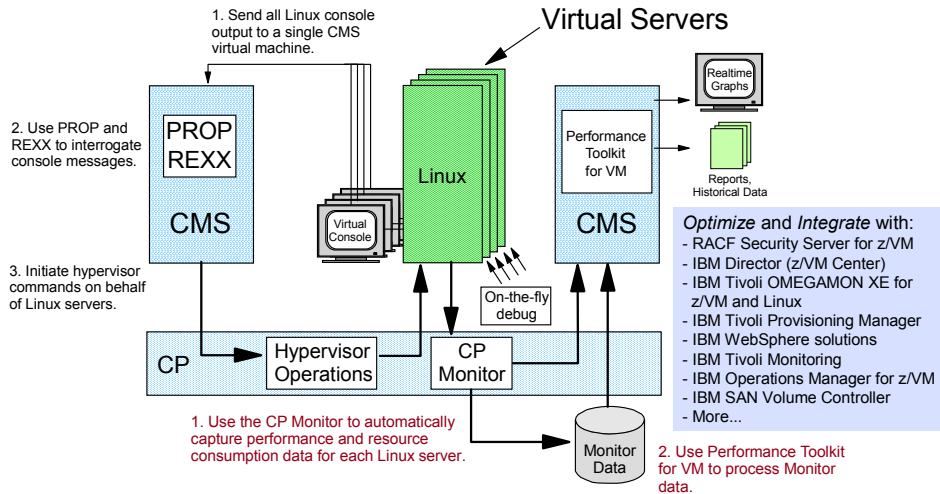 1. Send all Linux console
output to a single CMS
virtual machine.
Virtual Servers
Realtime
Graphs
2. Use PROP and
REXX to interrogate
console messages.
PROP
REXX
CMS
Linux
Virtual
Console
Performance
Toolkit
for VM
CMS
Reports,
Historical Data
3. Initiate hypervisor
commands on behalf
of Linux servers.
On-the-fly
debug
Optimize and Integrate with:
- RACF Security Server for z/VM
- IBM Director (z/VM Center)
- IBM Tivoli OMEGAMON XE for
z/VM and Linux
- IBM Tivoli Provisioning Manager
- IBM WebSphere solutions
- IBM Tivoli Monitoring
- IBM Operations Manager for z/VM
- IBM SAN Volume Controller
- More...
CP
Hypervisor
Operations
CP
Monitor
1. Use the CP Monitor to automatically
capture performance and resource
consumption data for each Linux server.
Monitor
Data
2. Use Performance Toolkit
for VM to process Monitor
data.